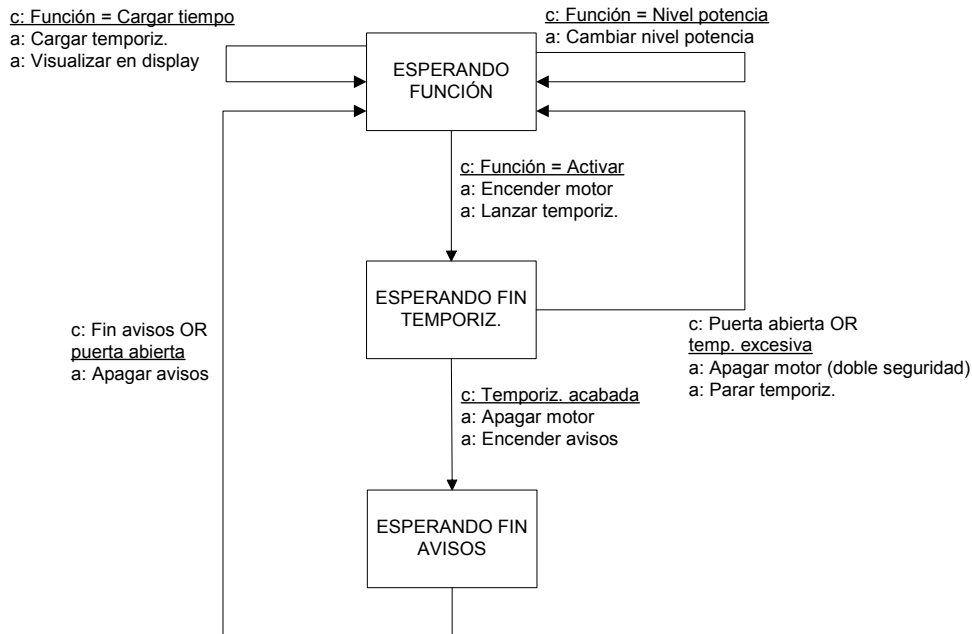 c: Función = Cargar tiempo
a: Cargar temporiz.
a: Visualizar en display
c: Función = Nivel potencia
a: Cambiar nivel potencia
ESPERANDO
FUNCIÓN
c: Función = Activar
a: Encender motor
a: Lanzar temporiz.
ESPERANDO FIN
TEMPORIZ.
c: Fin avisos OR
puerta abierta
a: Apagar avisos
c: Puerta abierta OR
temp. excesiva
a: Apagar motor (doble seguridad)
a: Parar temporiz.
c: Temporiz. acabada
a: Apagar motor
a: Encender avisos
ESPERANDO FIN
AVISOS